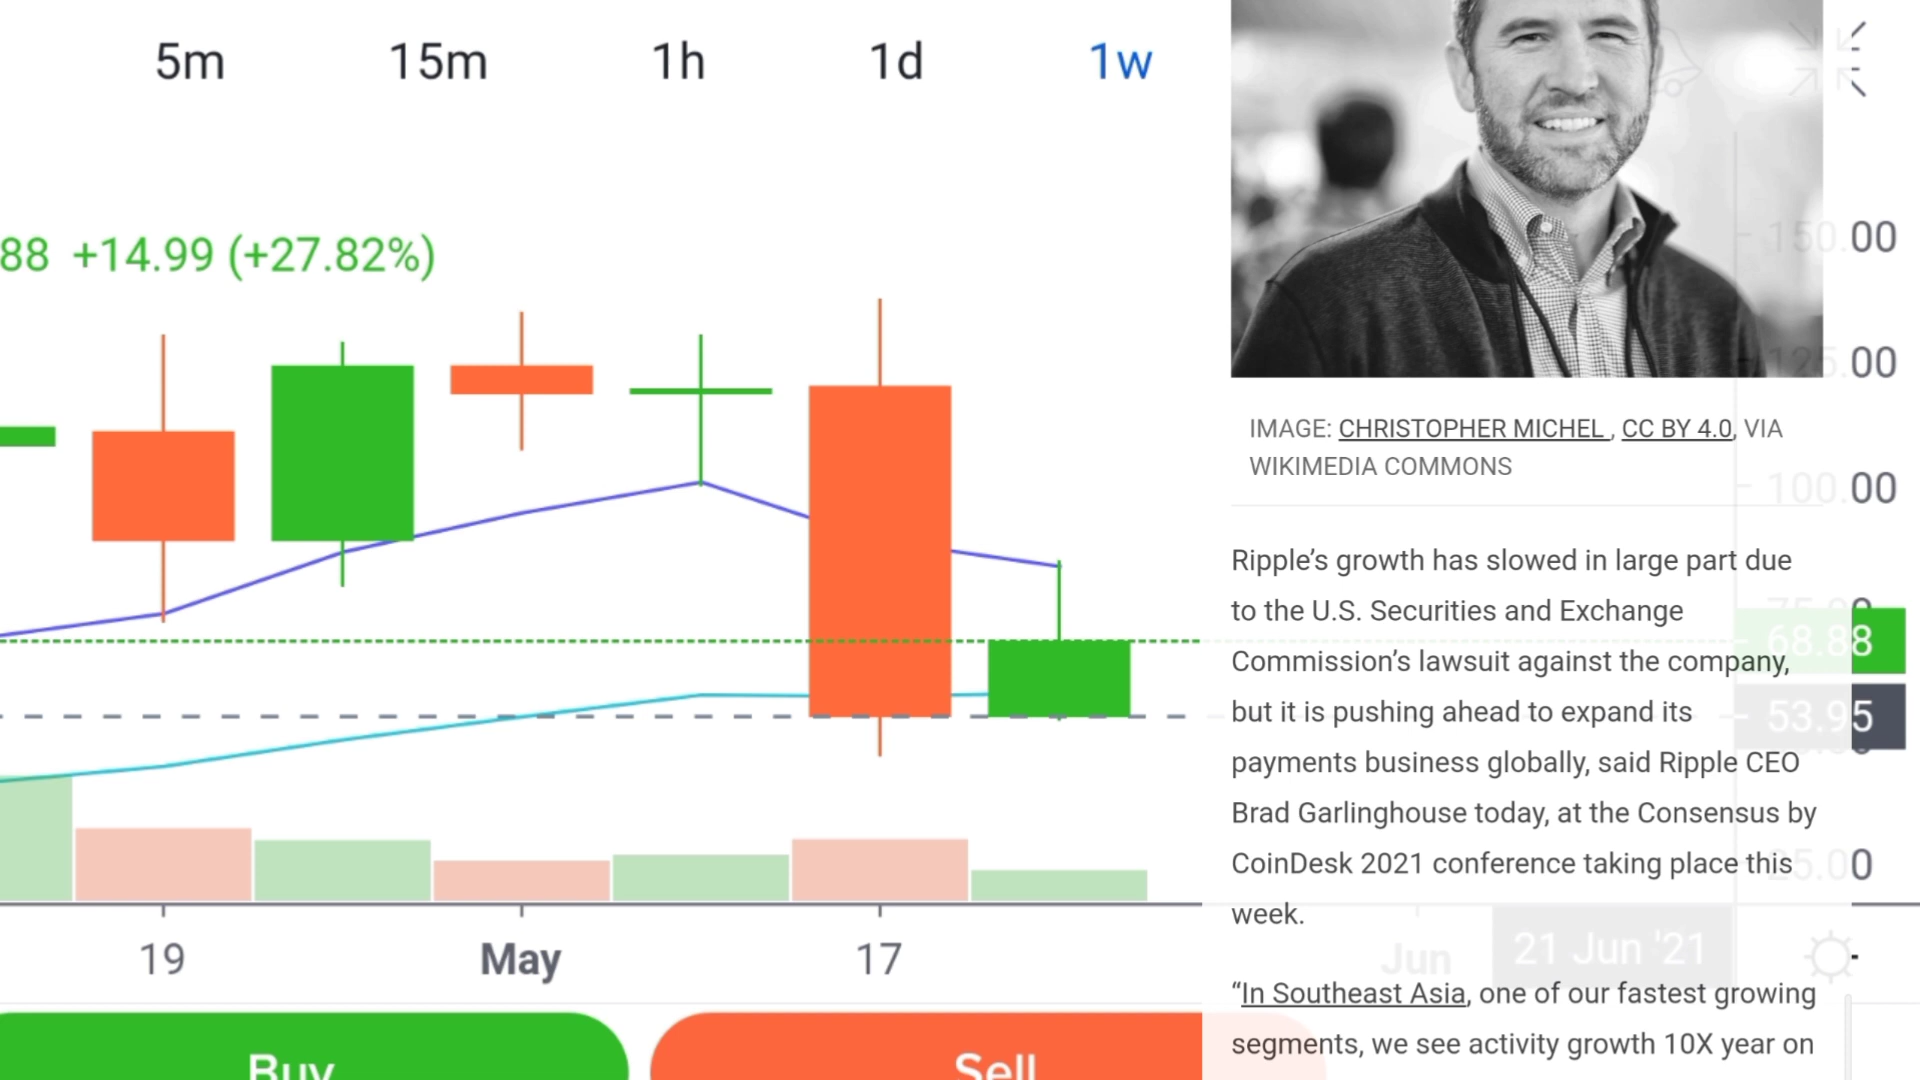 5m 15m 1h 1d 1w
88 +14.99 (+27.82%)
150.00
125.00
100.00
68.88
53.95
25.00
19 May 17 Jun 21 Jun '21
Buy Sell
IMAGE: CHRISTOPHER MICHEL , CC BY 4.0, VIA
WIKIMEDIA COMMONS
Ripple’s growth has slowed in large part due
to the U.S. Securities and Exchange
Commission’s lawsuit against the company,
but it is pushing ahead to expand its
payments business globally, said Ripple CEO
Brad Garlinghouse today, at the Consensus by
CoinDesk 2021 conference taking place this
week.
“In Southeast Asia, one of our fastest growing
segments, we see activity growth 10X year on